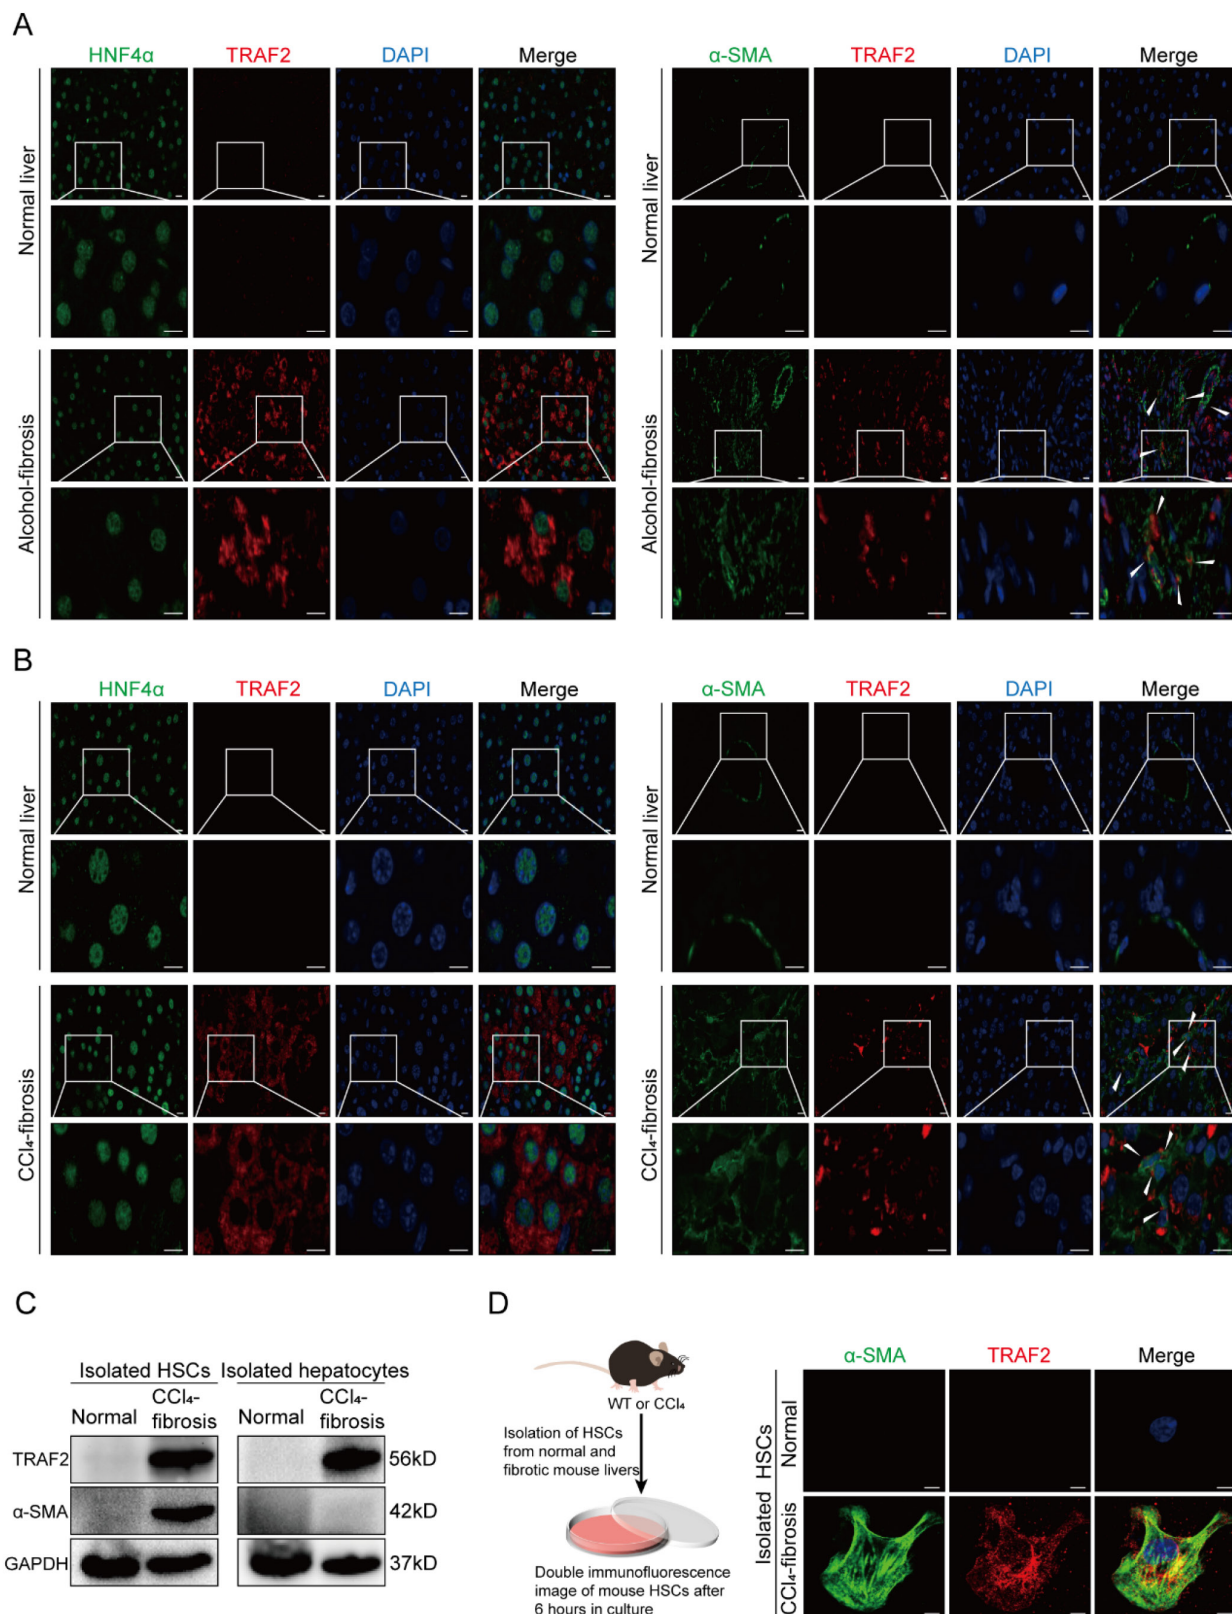 A
HNF4α TRAF2 DAPI Merge
α-SMA TRAF2 DAPI Merge
Normal liver
Normal liver
Alcohol-fibrosis
Alcohol-fibrosis
B
HNF4α TRAF2 DAPI Merge
α-SMA TRAF2 DAPI Merge
Normal liver
Normal liver
CCl₄-fibrosis
CCl₄-fibrosis
C
Isolated HSCs Isolated hepatocytes
Normal CCl₄-fibrosis Normal CCl₄-fibrosis
TRAF2 56kD
α-SMA 42kD
GAPDH 37kD
D
WT or CCl₄
Isolation of HSCs
from normal and
fibrotic mouse livers
Double immunofluorescence
image of mouse HSCs after
6 hours in culture
α-SMA TRAF2 Merge
Isolated HSCs
Normal
CCl₄-fibrosis